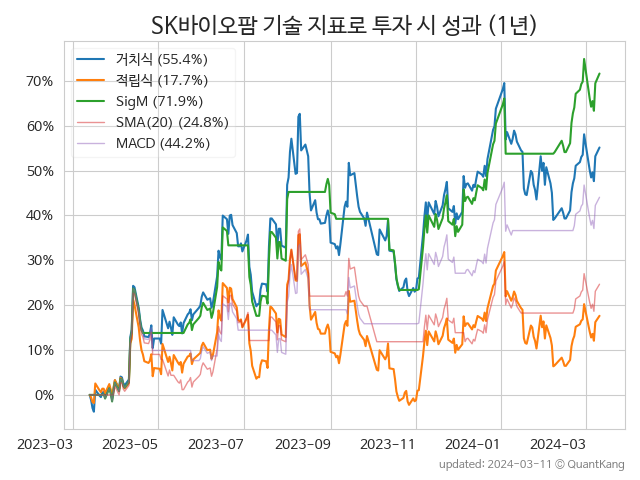 SK바이오팜 기술 지표로 투자 시 성과 (1년)
거치식 (55.4%)
적립식 (17.7%)
SigM (71.9%)
SMA(20) (24.8%)
MACD (44.2%)
70%
60%
50%
40%
30%
20%
10%
0%
2023-03 2023-05 2023-07 2023-09 2023-11 2024-01 2024-03
updated: 2024-03-11 © QuantKang